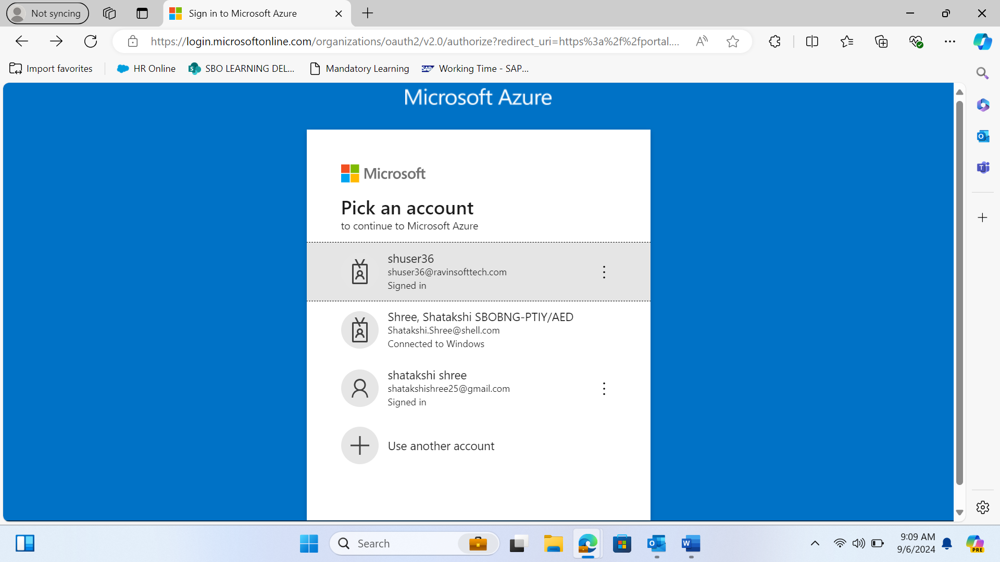 Not syncing
Sign in to Microsoft Azure
https://login.microsoftonline.com/organizations/oauth2/v2.0/authorize?redirect_uri=https%3a%2f%2fportal....
Import favorites
HR Online
SBO LEARNING DEL...
Mandatory Learning
SAP
Working Time - SAP...
Microsoft Azure
Microsoft
Pick an account
to continue to Microsoft Azure
shuser36
shuser36@ravinsofttech.com
Signed in
Shree, Shatakshi SBOBNG-PTIY/AED
Shatakshi.Shree@shell.com
Connected to Windows
shatakshi shree
shatakshishree25@gmail.com
Signed in
Use another account
Search
9:09 AM
9/6/2024
PRE